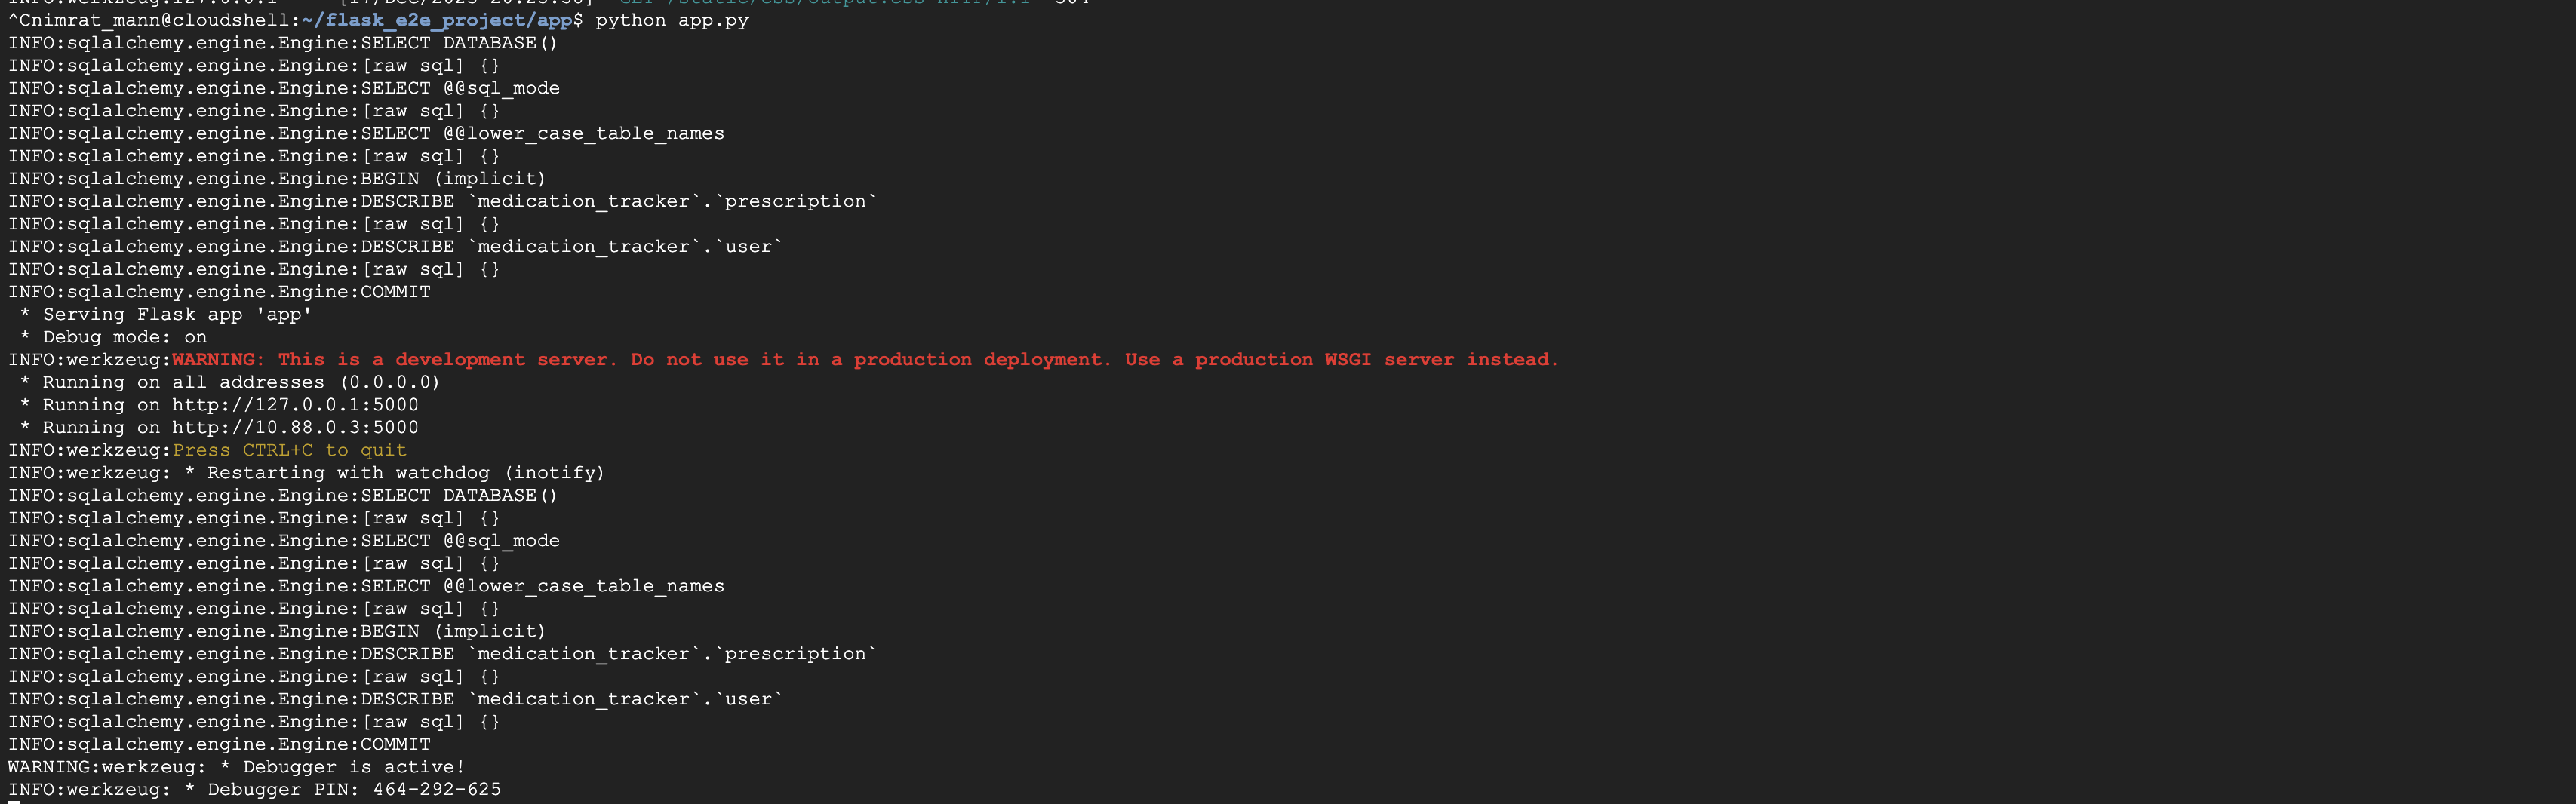 ^Cnimrat_mann@cloudshell:~/flask_e2e_project/app$ python app.py
INFO:sqlalchemy.engine.Engine:SELECT DATABASE()
INFO:sqlalchemy.engine.Engine:[raw sql] {}
INFO:sqlalchemy.engine.Engine:SELECT @@sql_mode
INFO:sqlalchemy.engine.Engine:[raw sql] {}
INFO:sqlalchemy.engine.Engine:SELECT @@lower_case_table_names
INFO:sqlalchemy.engine.Engine:[raw sql] {}
INFO:sqlalchemy.engine.Engine:BEGIN (implicit)
INFO:sqlalchemy.engine.Engine:DESCRIBE `medication_tracker`.`prescription`
INFO:sqlalchemy.engine.Engine:[raw sql] {}
INFO:sqlalchemy.engine.Engine:DESCRIBE `medication_tracker`.`user`
INFO:sqlalchemy.engine.Engine:[raw sql] {}
INFO:sqlalchemy.engine.Engine:COMMIT
 * Serving Flask app 'app'
 * Debug mode: on
INFO:werkzeug:WARNING: This is a development server. Do not use it in a production deployment. Use a production WSGI server instead.
 * Running on all addresses (0.0.0.0)
 * Running on http://127.0.0.1:5000
 * Running on http://10.88.0.3:5000
INFO:werkzeug:Press CTRL+C to quit
INFO:werkzeug: * Restarting with watchdog (inotify)
INFO:sqlalchemy.engine.Engine:SELECT DATABASE()
INFO:sqlalchemy.engine.Engine:[raw sql] {}
INFO:sqlalchemy.engine.Engine:SELECT @@sql_mode
INFO:sqlalchemy.engine.Engine:[raw sql] {}
INFO:sqlalchemy.engine.Engine:SELECT @@lower_case_table_names
INFO:sqlalchemy.engine.Engine:[raw sql] {}
INFO:sqlalchemy.engine.Engine:BEGIN (implicit)
INFO:sqlalchemy.engine.Engine:DESCRIBE `medication_tracker`.`prescription`
INFO:sqlalchemy.engine.Engine:[raw sql] {}
INFO:sqlalchemy.engine.Engine:DESCRIBE `medication_tracker`.`user`
INFO:sqlalchemy.engine.Engine:[raw sql] {}
INFO:sqlalchemy.engine.Engine:COMMIT
WARNING:werkzeug: * Debugger is active!
INFO:werkzeug: * Debugger PIN: 464-292-625